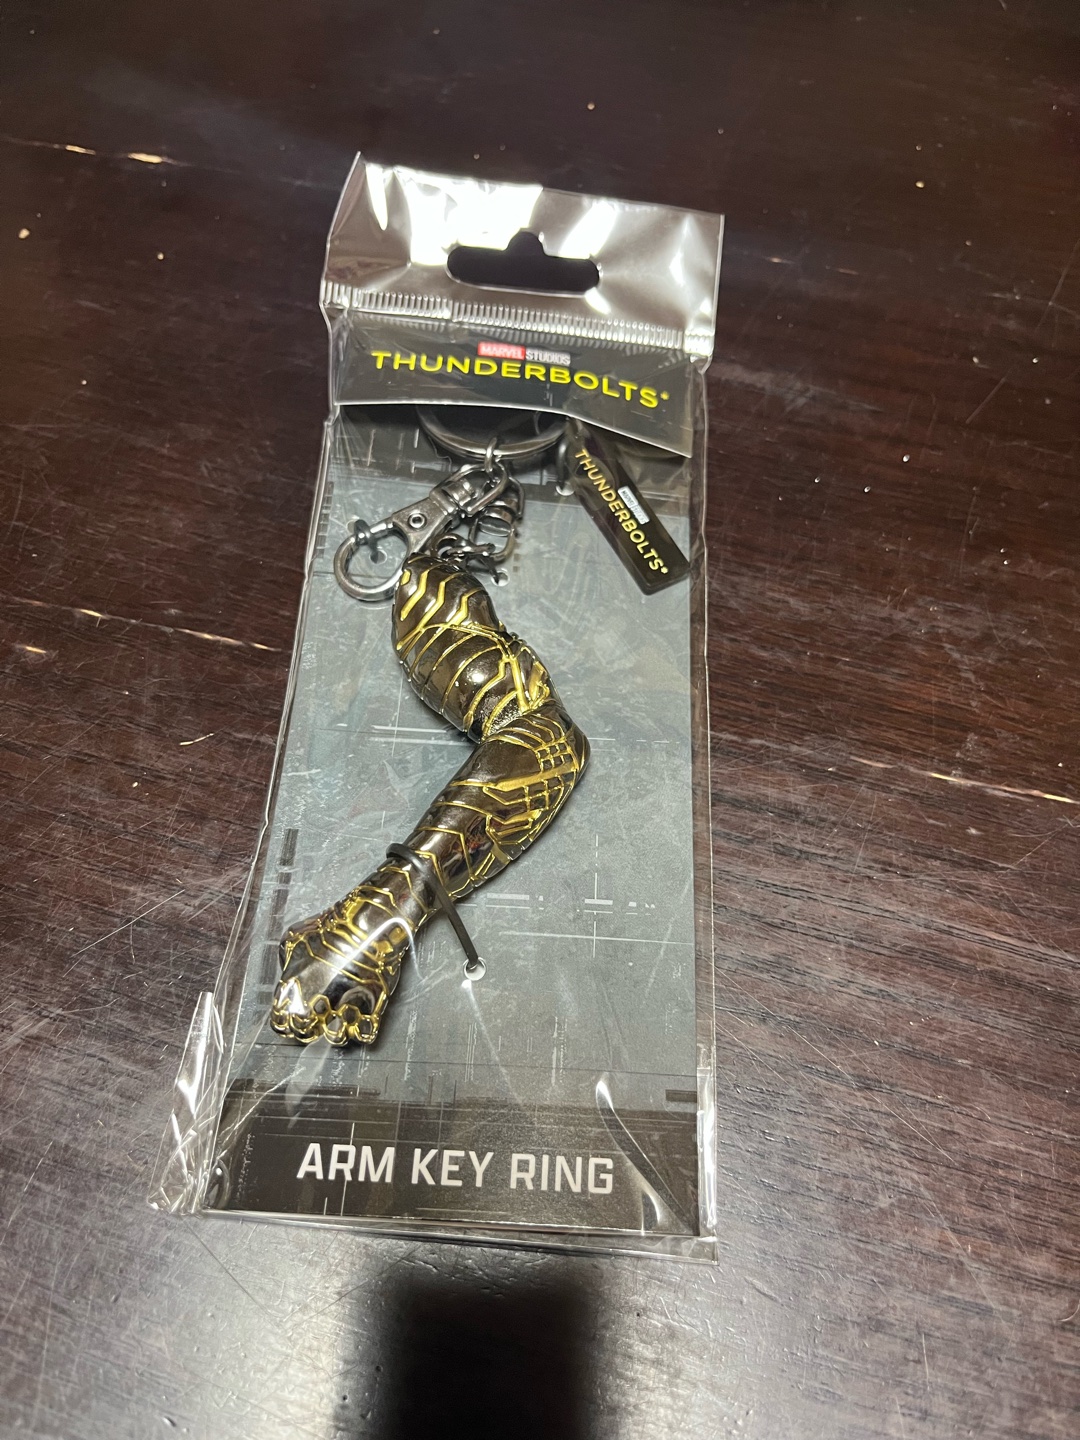 MARVEL STUDIOS
THUNDERBOLTS*
THUNDERBOLTS*
ARM KEY RING